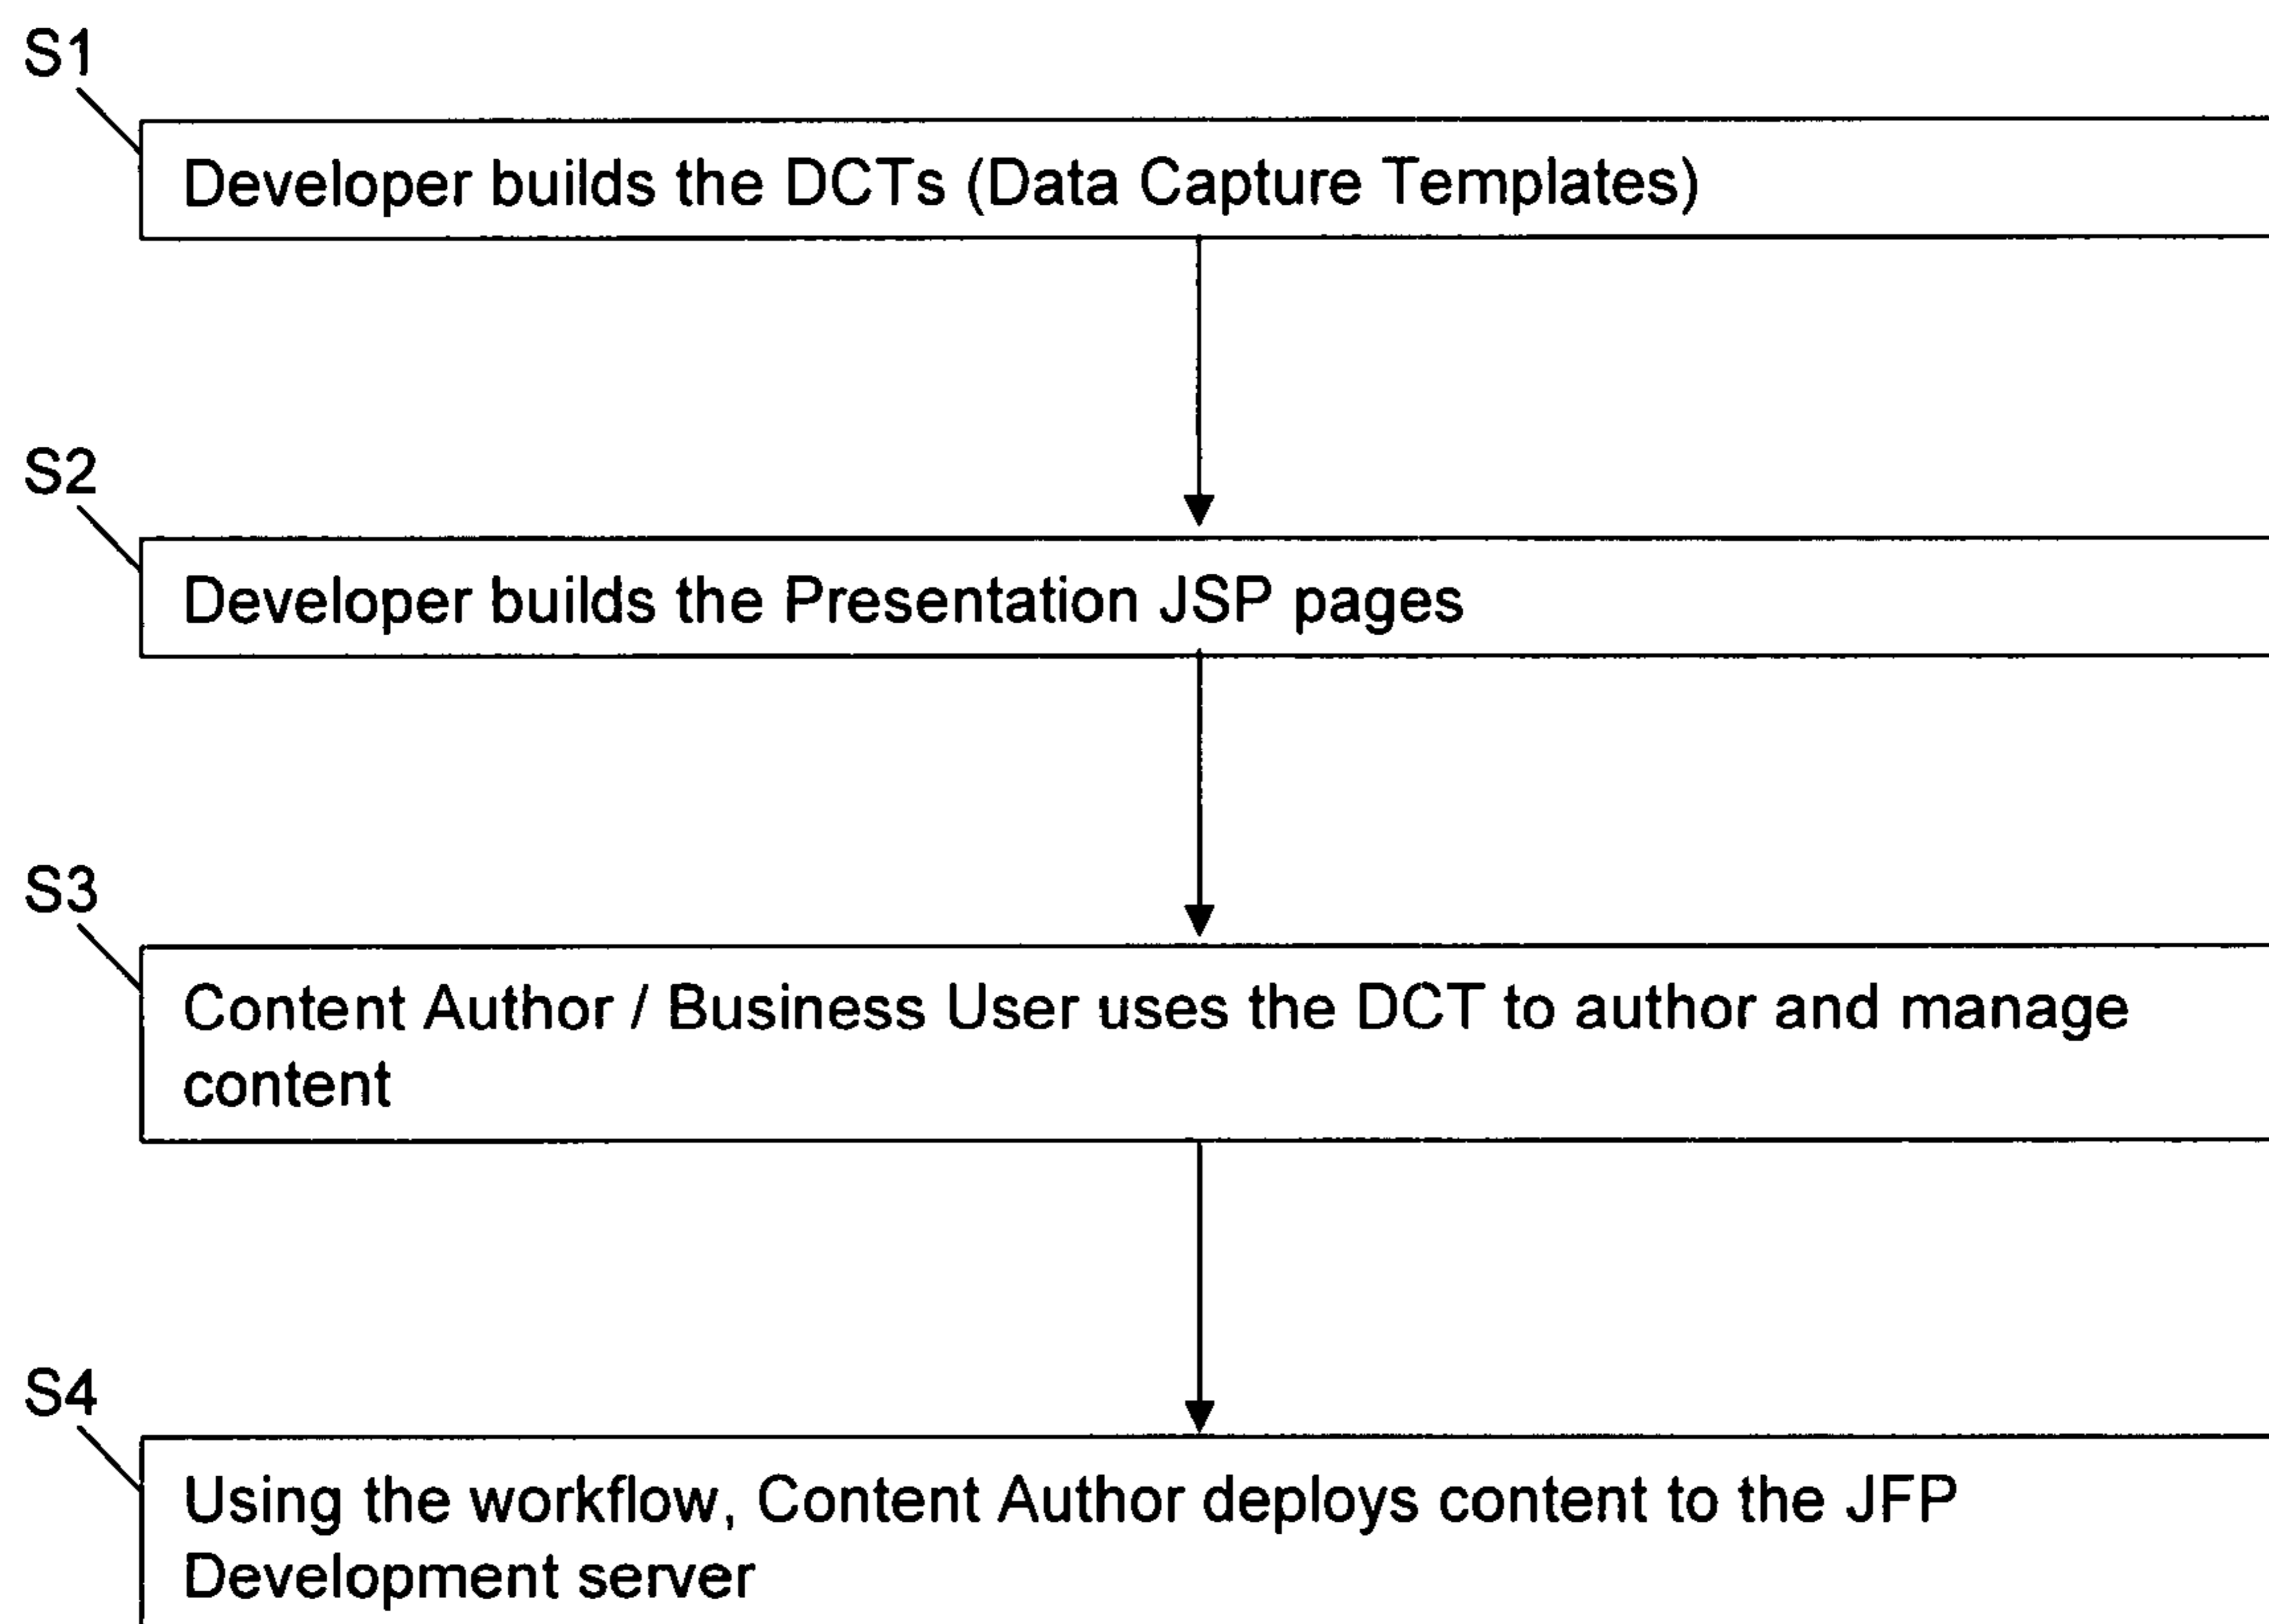 S1
Developer builds the DCTs (Data Capture Templates)
S2
Developer builds the Presentation JSP pages
S3
Content Author / Business User uses the DCT to author and manage
content
S4
Using the workflow, Content Author deploys content to the JFP
Development server